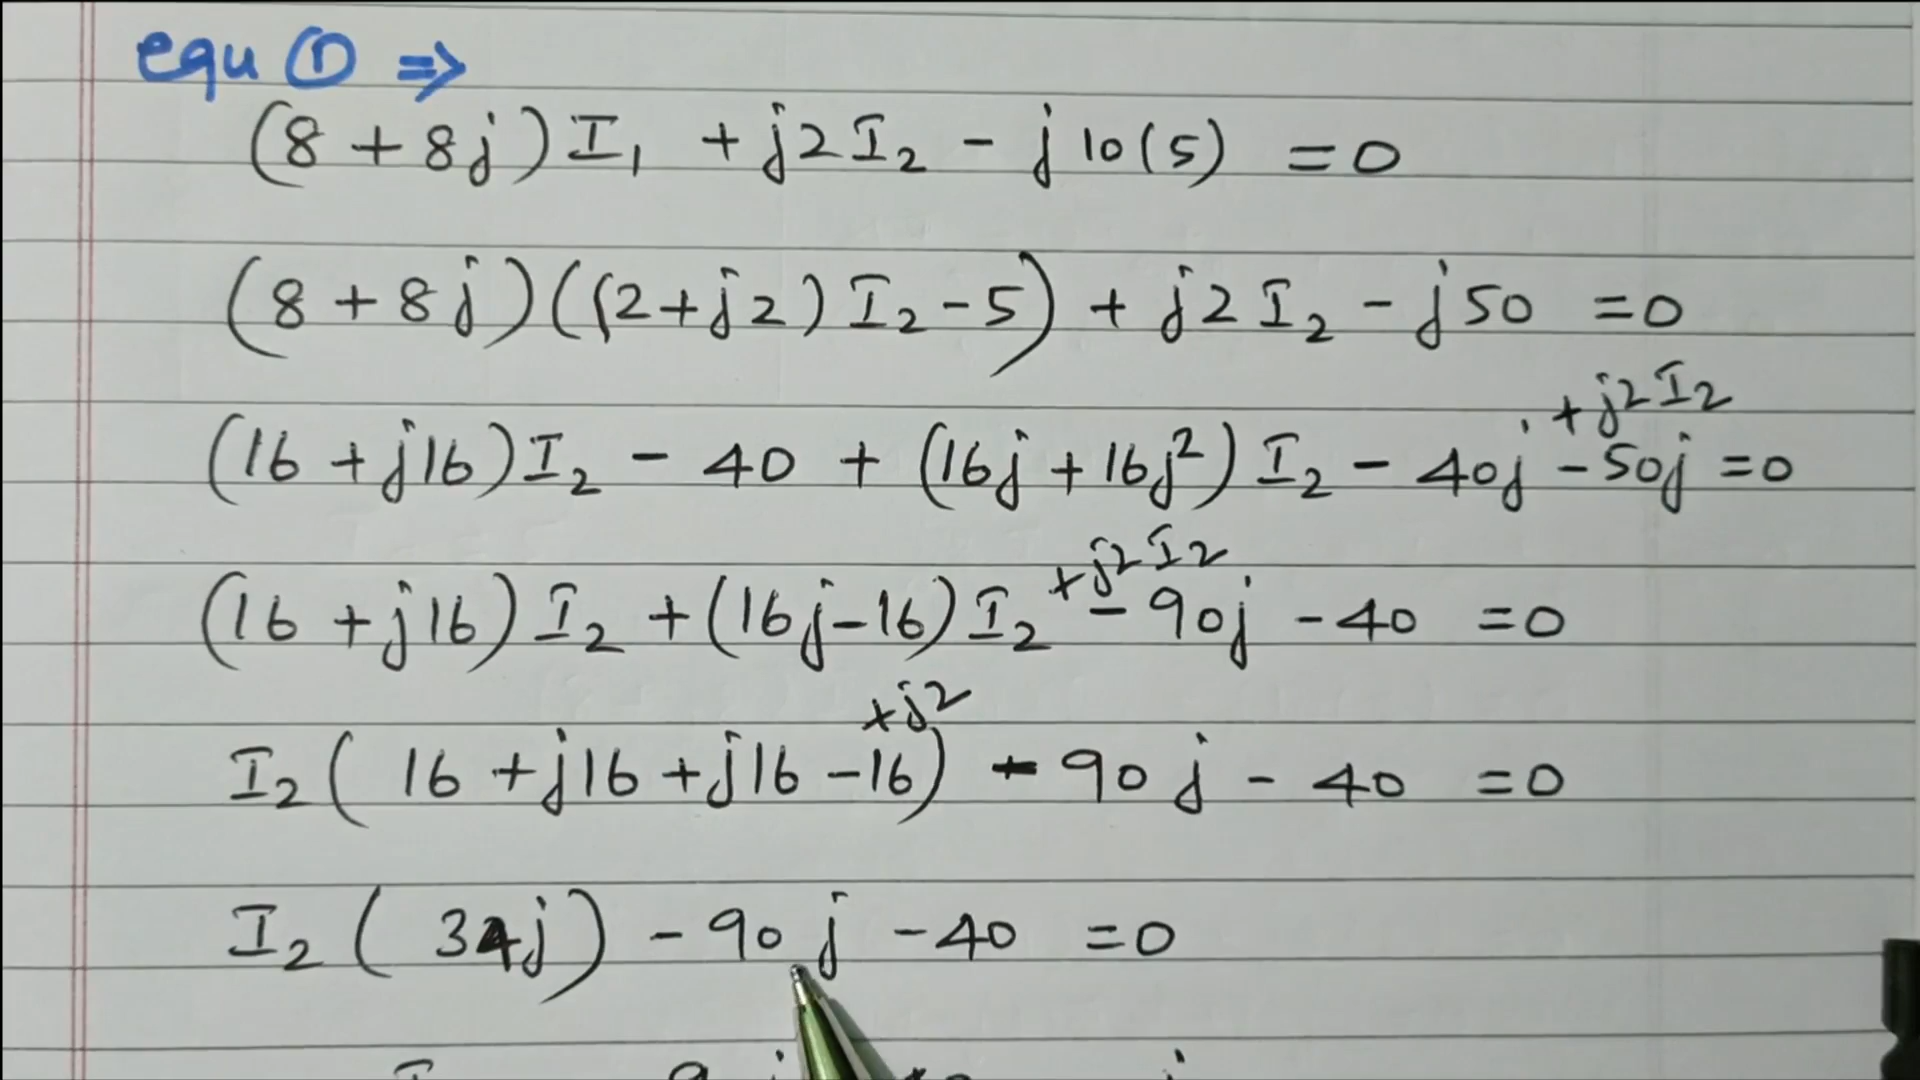 equ ① ⇒
(8 + 8j) I₁ + j2 I₂ - j10(5) = 0
(8 + 8j)((2+j2) I₂ - 5) + j2 I₂ - j50 = 0
+ j2 I₂
(16 + j16) I₂ - 40 + (16j + 16j²) I₂ - 40j - 50j = 0
+ j2 I₂
(16 + j16) I₂ + (16j - 16) I₂ - 90j - 40 = 0
+ j2
I₂ ( 16 + j16 + j16 - 16) - 90j - 40 = 0
I₂ ( 34j) - 90j - 40 = 0